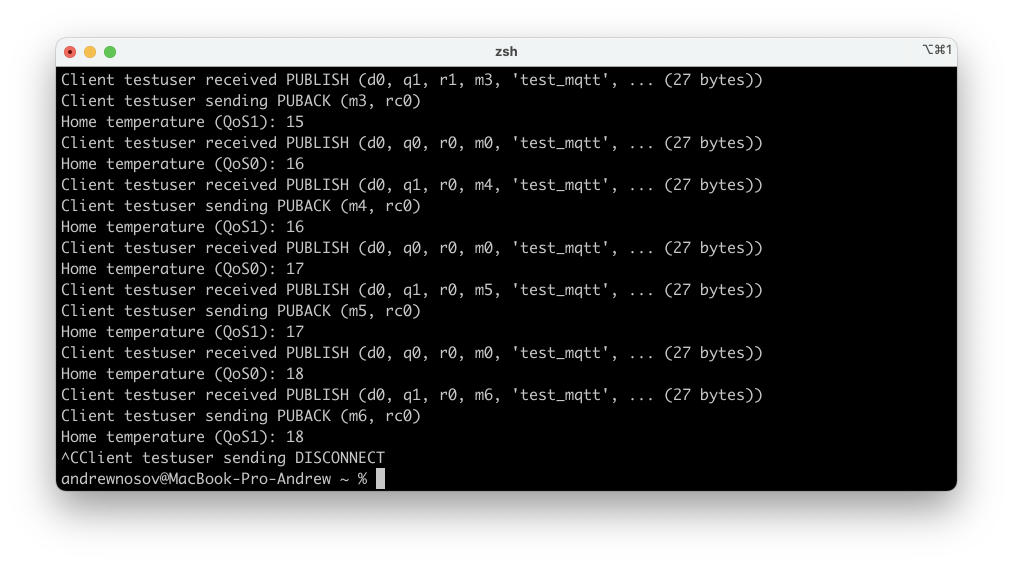 zsh
⌥⌘1
Client testuser received PUBLISH (d0, q1, r1, m3, 'test_mqtt', ... (27 bytes))
Client testuser sending PUBACK (m3, rc0)
Home temperature (QoS1): 15
Client testuser received PUBLISH (d0, q0, r0, m0, 'test_mqtt', ... (27 bytes))
Home temperature (QoS0): 16
Client testuser received PUBLISH (d0, q1, r0, m4, 'test_mqtt', ... (27 bytes))
Client testuser sending PUBACK (m4, rc0)
Home temperature (QoS1): 16
Client testuser received PUBLISH (d0, q0, r0, m0, 'test_mqtt', ... (27 bytes))
Home temperature (QoS0): 17
Client testuser received PUBLISH (d0, q1, r0, m5, 'test_mqtt', ... (27 bytes))
Client testuser sending PUBACK (m5, rc0)
Home temperature (QoS1): 17
Client testuser received PUBLISH (d0, q0, r0, m0, 'test_mqtt', ... (27 bytes))
Home temperature (QoS0): 18
Client testuser received PUBLISH (d0, q1, r0, m6, 'test_mqtt', ... (27 bytes))
Client testuser sending PUBACK (m6, rc0)
Home temperature (QoS1): 18
^CClient testuser sending DISCONNECT
andrewnosov@MacBook-Pro-Andrew ~ %